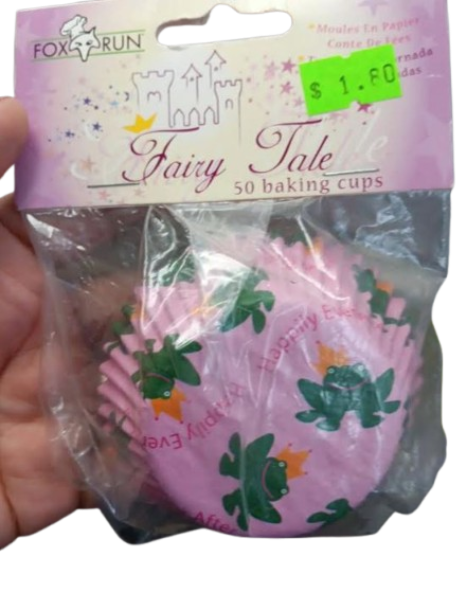 FOX RUN
Moules En Papier
Conte De Fées
$ 1.80
Fairy Tale
50 baking cups
Happily Ever
Happily Ever
After